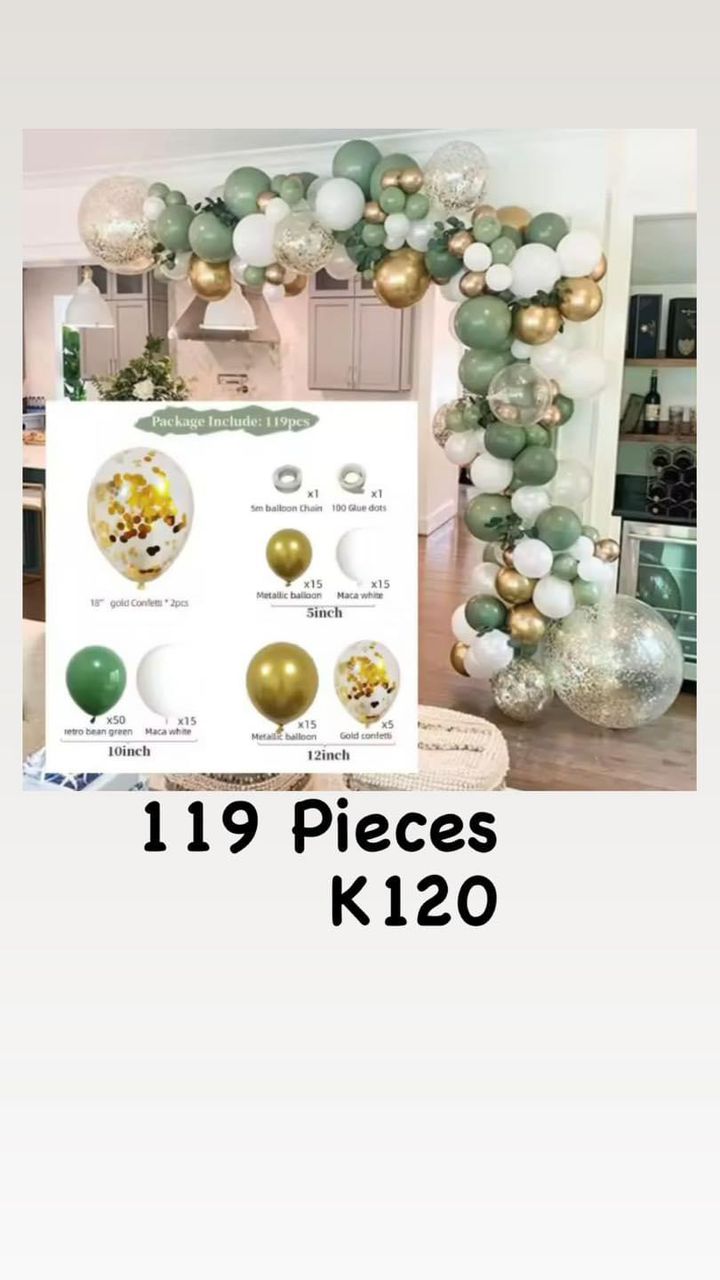 Package Include: 119pcs
x1
x1
5m balloon Chain
100 Glue dots
18" gold Confetti * 2pcs
x15
x15
Metallic balloon
Maca white
5inch
x50
x15
retro bean green
Maca white
10inch
x15
x5
Metallic balloon
Gold confetti
12inch
119 Pieces
K120